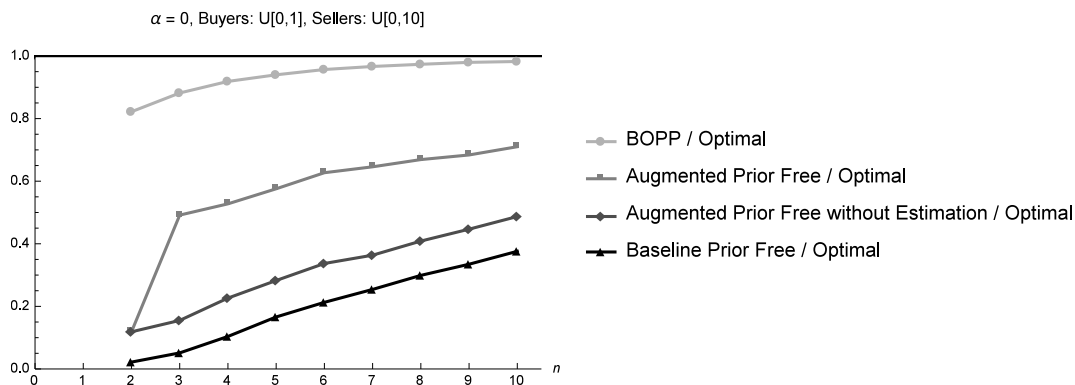 α = 0, Buyers: U[0,1], Sellers: U[0,10]
1.0
0.8
0.6
0.4
0.2
0.0
0 1 2 3 4 5 6 7 8 9 10 n
BOPP / Optimal
Augmented Prior Free / Optimal
Augmented Prior Free without Estimation / Optimal
Baseline Prior Free / Optimal